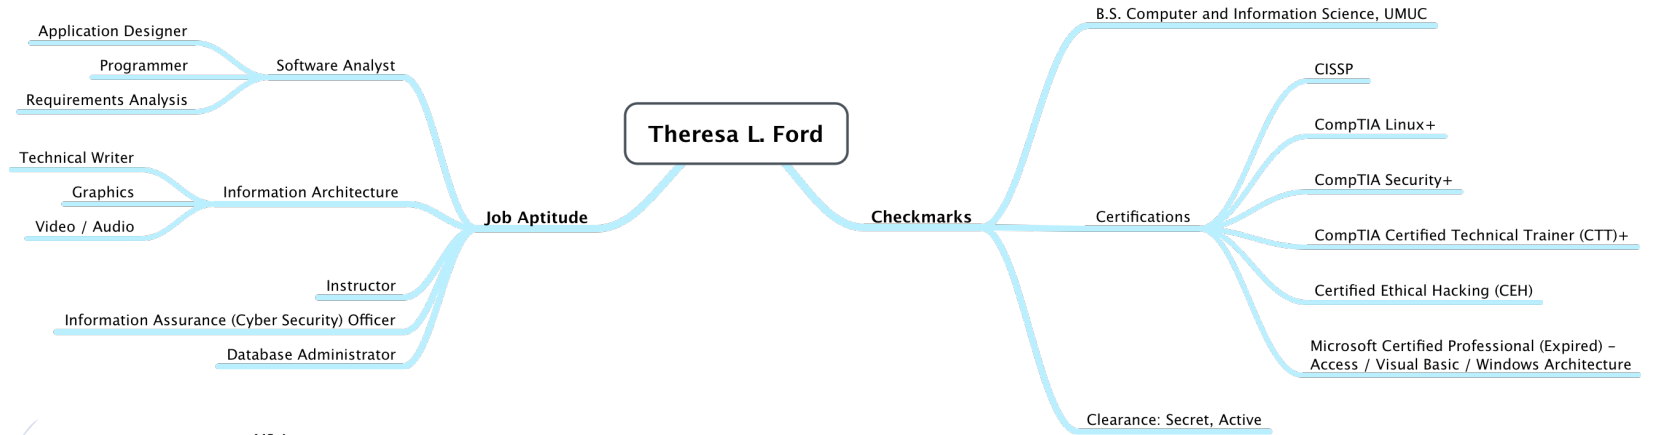 Theresa L. Ford
Job Aptitude
Software Analyst
Application Designer
Programmer
Requirements Analysis
Information Architecture
Technical Writer
Graphics
Video / Audio
Instructor
Information Assurance (Cyber Security) Officer
Database Administrator
Checkmarks
B.S. Computer and Information Science, UMUC
Certifications
CISSP
CompTIA Linux+
CompTIA Security+
CompTIA Certified Technical Trainer (CTT)+
Certified Ethical Hacking (CEH)
Microsoft Certified Professional (Expired) –
Access / Visual Basic / Windows Architecture
Clearance: Secret, Active